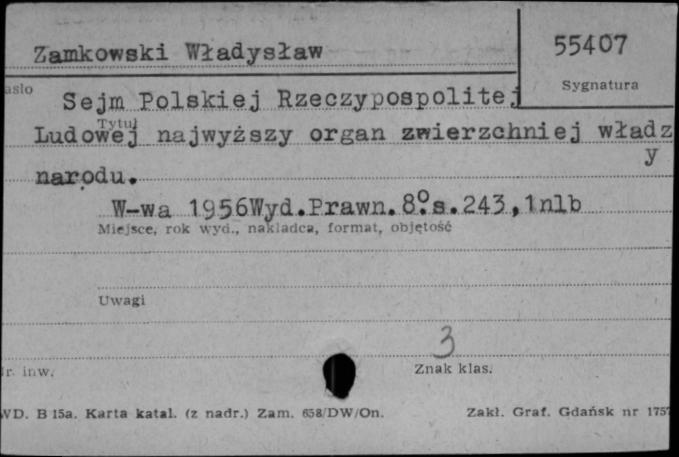 Zamkowski Władysław
55407
asło
Sygnatura
Sejm Polskiej Rzeczypospolitej
Tytuł
Ludowej najwyższy organ zwierzchniej władz
y
narodu.
W-wa 1956Wyd.Prawn.8°s.243,1nlb
Miejsce, rok wyd., nakładca, format, objętość
Uwagi
3
r. inw.
Znak klas.
WD. B 15a. Karta katal. (z nadr.) Zam. 658/DW/On.
Zakł. Graf. Gdańsk nr 1757